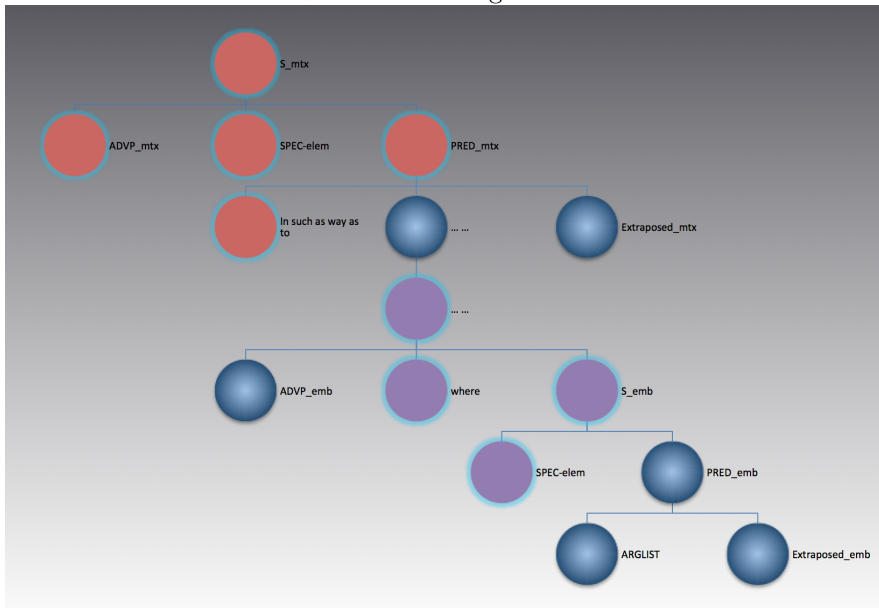 S_mtx
ADVP_mtx
SPEC-elem
PRED_mtx
In such as way as
to
... ...
Extraposed_mtx
... ...
ADVP_emb
where
S_emb
SPEC-elem
PRED_emb
ARGLIST
Extraposed_emb